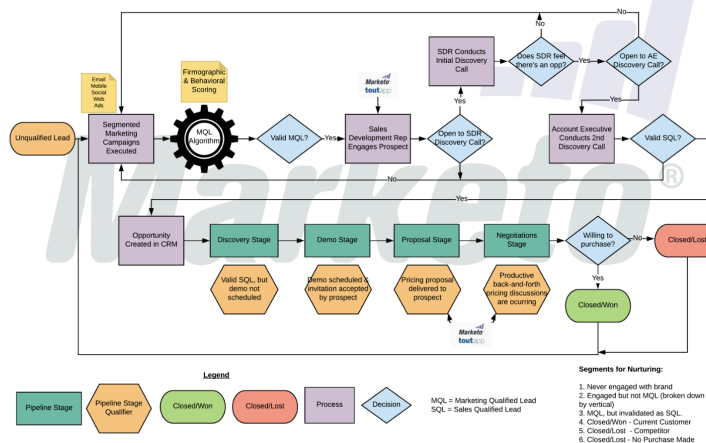 No
Email
Mobile
Social
Web
Ads
Firmographic
& Behavioral
Scoring
SDR Conducts
Initial Discovery
Call
Does SDR feel
there's an opp?
Yes
Open to AE
Discovery Call?
No
Marketo
toutapp
Yes
Yes
Unqualified Lead
Segmented
Marketing
Campaigns
Executed
MQL
Algorithm
Valid MQL?
Yes
Sales
Development Rep
Engages Prospect
Open to SDR
Discovery Call?
Account Executive
Conducts 2nd
Discovery Call
Valid SQL?
No
Marketo®
Yes
Opportunity
Created in CRM
Discovery Stage
Demo Stage
Proposal Stage
Negotiations
Stage
Willing to
purchase?
No
Closed/Lost
Valid SQL, but
demo not
scheduled
Demo scheduled &
invitation accepted
by prospect
Pricing proposal
delivered to
prospect
Productive
back-and-forth
pricing discussions
are ocurring
Yes
Closed/Won
Marketo
toutapp
Legend
Pipeline Stage
Pipeline Stage
Qualifier
Closed/Won
Closed/Lost
Process
Decision
MQL = Marketing Qualified Lead
SQL = Sales Qualified Lead
Segments for Nurturing:
1. Never engaged with brand
2. Engaged but not MQL (broken down
by vertical)
3. MQL, but invalidated as SQL.
4. Closed/Won - Current Customer
5. Closed/Lost - Competitor
6. Closed/Lost - No Purchase Made